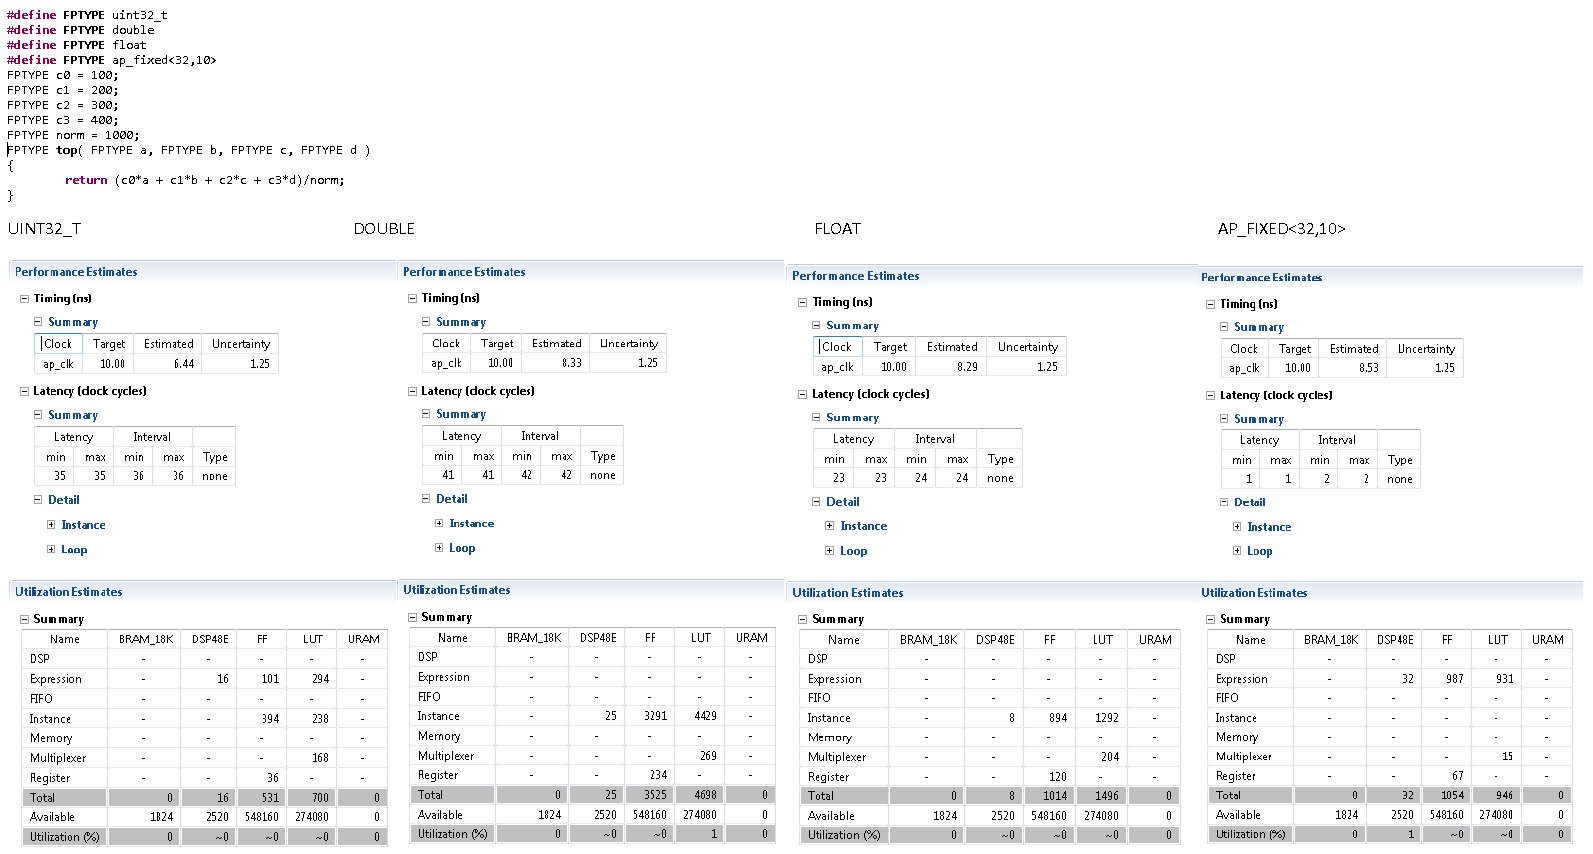 #define FPTYPE uint32_t
#define FPTYPE double
#define FPTYPE float
#define FPTYPE ap_fixed<32,10>
FPTYPE c0 = 100;
FPTYPE c1 = 200;
FPTYPE c2 = 300;
FPTYPE c3 = 400;
FPTYPE norm = 1000;
FPTYPE top( FPTYPE a, FPTYPE b, FPTYPE c, FPTYPE d )
{
return (c0*a + c1*b + c2*c + c3*d)/norm;
}
UINT32_T
Performance Estimates
Timing (ns)
Summary
Clock Target Estimated Uncertainty
ap_clk 10.00 6.44 1.25
Latency (clock cycles)
Summary
Latency Interval
min max min max Type
35 35 36 36 none
Detail
Instance
Loop
Utilization Estimates
Summary
Name BRAM_18K DSP48E FF LUT URAM
DSP - - - - -
Expression - 16 101 294 -
FIFO - - - - -
Instance - - 394 238 -
Memory - - - - -
Multiplexer - - - 168 -
Register - - 36 - -
Total 0 16 531 700 0
Available 1824 2520 548160 274080 0
Utilization (%) 0 ~0 ~0 ~0 0
DOUBLE
Performance Estimates
Timing (ns)
Summary
Clock Target Estimated Uncertainty
ap_clk 10.00 8.33 1.25
Latency (clock cycles)
Summary
Latency Interval
min max min max Type
41 41 42 42 none
Detail
Instance
Loop
Utilization Estimates
Summary
Name BRAM_18K DSP48E FF LUT URAM
DSP - - - - -
Expression - - - - -
FIFO - - - - -
Instance - 25 3291 4429 -
Memory - - - - -
Multiplexer - - - 269 -
Register - - 234 - -
Total 0 25 3525 4698 0
Available 1824 2520 548160 274080 0
Utilization (%) 0 ~0 ~0 1 0
FLOAT
Performance Estimates
Timing (ns)
Summary
Clock Target Estimated Uncertainty
ap_clk 10.00 8.29 1.25
Latency (clock cycles)
Summary
Latency Interval
min max min max Type
23 23 24 24 none
Detail
Instance
Loop
Utilization Estimates
Summary
Name BRAM_18K DSP48E FF LUT URAM
DSP - - - - -
Expression - - - - -
FIFO - - - - -
Instance - 8 894 1292 -
Memory - - - - -
Multiplexer - - - 204 -
Register - - 120 - -
Total 0 8 1014 1496 0
Available 1824 2520 548160 274080 0
Utilization (%) 0 ~0 ~0 ~0 0
AP_FIXED<32,10>
Performance Estimates
Timing (ns)
Summary
Clock Target Estimated Uncertainty
ap_clk 10.00 8.53 1.25
Latency (clock cycles)
Summary
Latency Interval
min max min max Type
1 1 2 2 none
Detail
Instance
Loop
Utilization Estimates
Summary
Name BRAM_18K DSP48E FF LUT URAM
DSP - - - - -
Expression - 32 987 931 -
FIFO - - - - -
Instance - - - - -
Memory - - - - -
Multiplexer - - - 15 -
Register - - 67 - -
Total 0 32 1054 946 0
Available 1824 2520 548160 274080 0
Utilization (%) 0 1 ~0 ~0 0